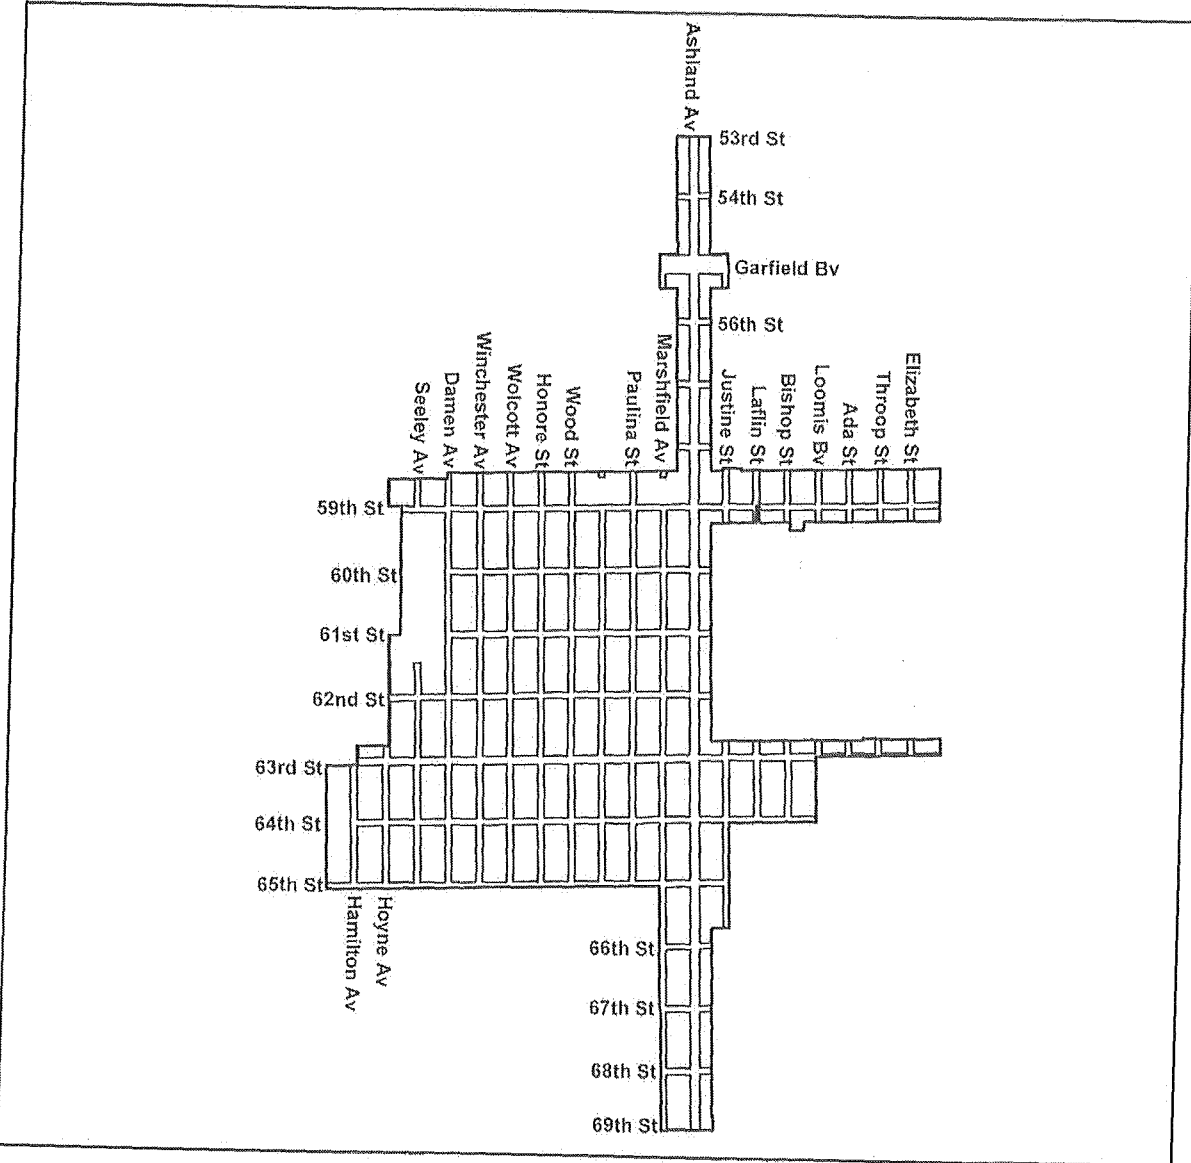 Ashland Av
53rd St
54th St
Garfield Bv
56th St
Seeley Av
Damen Av
Winchester Av
Wolcott Av
Honore St
Wood St
Paulina St
Marshfield Av
Justine St
Laflin St
Bishop St
Loomis Bv
Ada St
Throop St
Elizabeth St
59th St
60th St
61st St
62nd St
63rd St
64th St
65th St
Hamilton Av
Hoyne Av
66th St
67th St
68th St
69th St